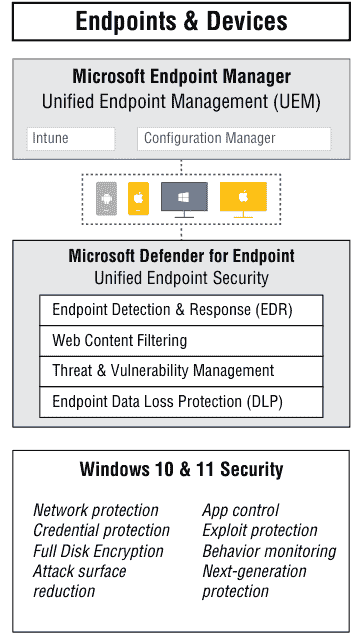 Endpoints & Devices
Microsoft Endpoint Manager
Unified Endpoint Management (UEM)
Intune
Configuration Manager
Microsoft Defender for Endpoint
Unified Endpoint Security
Endpoint Detection & Response (EDR)
Web Content Filtering
Threat & Vulnerability Management
Endpoint Data Loss Protection (DLP)
Windows 10 & 11 Security
Network protection
Credential protection
Full Disk Encryption
Attack surface
reduction
App control
Exploit protection
Behavior monitoring
Next-generation
protection